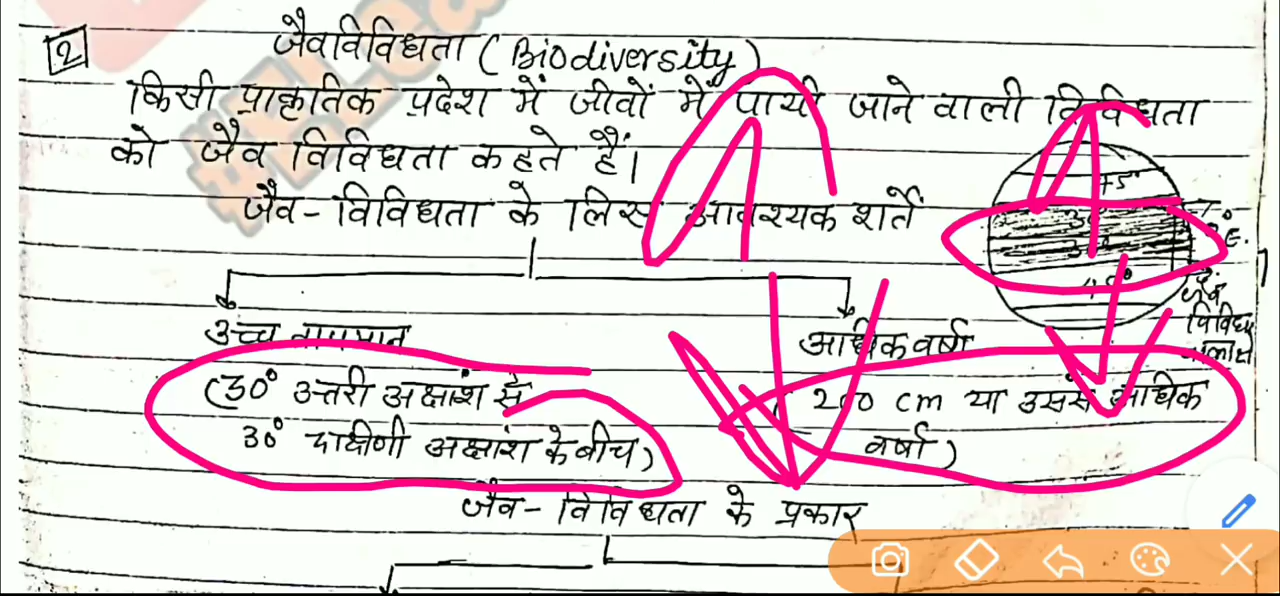 2
जैवविविधता (Biodiversity)
किसी प्राकृतिक प्रदेश में जीवों में पायी जाने वाली विविधता
को जैव विविधता कहते हैं।
जैव-विविधता के लिए आवश्यक शर्तें
उच्च तापमान
अधिक वर्षा
(30° उत्तरी अक्षांश से
30° दक्षिणी अक्षांश के बीच)
200 cm या उससे अधिक
वर्षा)
जैव-विविधता के प्रकार